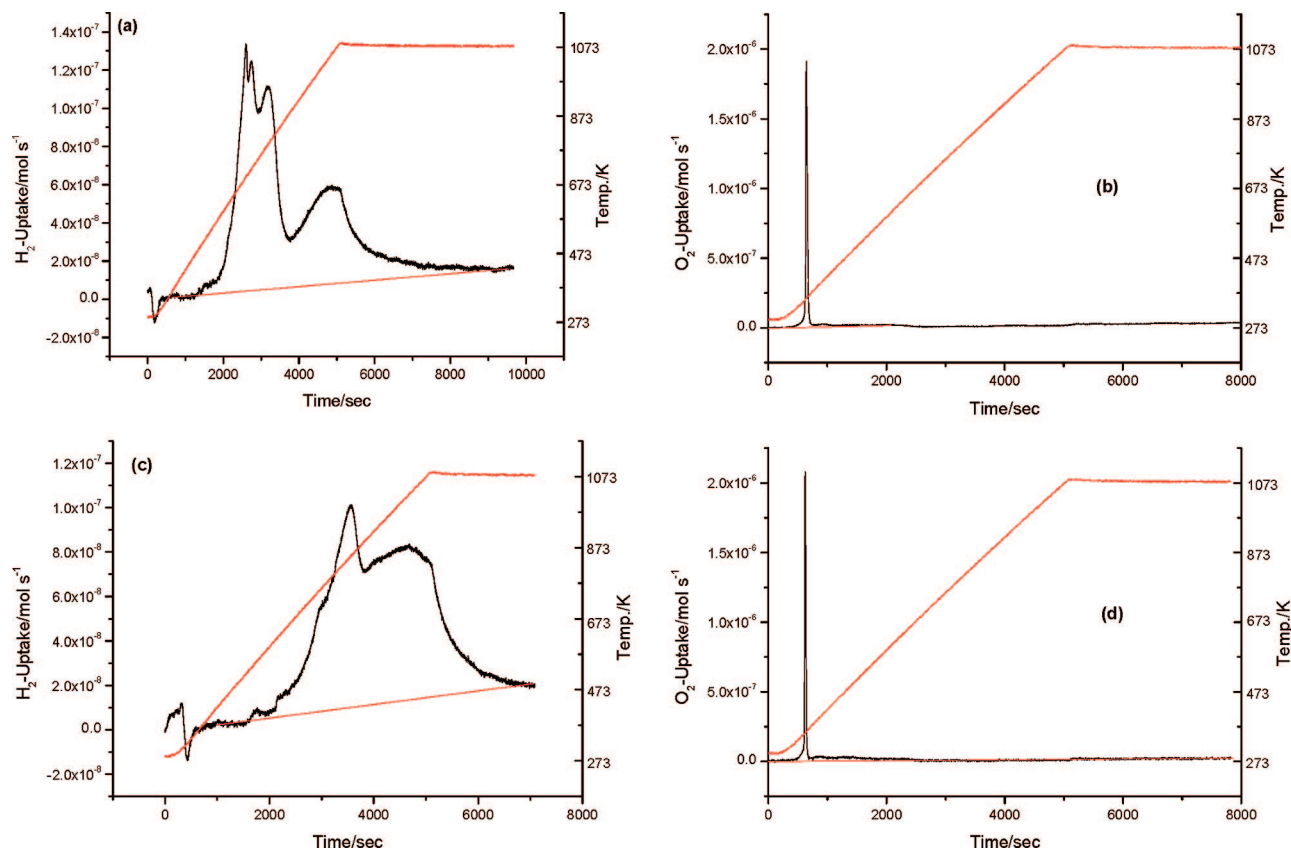 (a)
H2-Uptake/mol s-1
1.4x10-7
1.2x10-7
1.0x10-7
8.0x10-8
6.0x10-8
4.0x10-8
2.0x10-8
0.0
-2.0x10-8
0 2000 4000 6000 8000 10000
Time/sec
1073
873
673
473
273
Temp./K
(b)
O2-Uptake/mol s-1
2.0x10-6
1.5x10-6
1.0x10-6
5.0x10-7
0.0
0 2000 4000 6000 8000
Time/sec
1073
873
673
473
273
Temp./K
(c)
H2-Uptake/mol s-1
1.2x10-7
1.0x10-7
8.0x10-8
6.0x10-8
4.0x10-8
2.0x10-8
0.0
-2.0x10-8
0 2000 4000 6000 8000
Time/sec
1073
873
673
473
273
Temp./K
(d)
O2-Uptake/mol s-1
2.0x10-6
1.5x10-6
1.0x10-6
5.0x10-7
0.0
0 2000 4000 6000 8000
Time/sec
1073
873
673
473
273
Temp./K